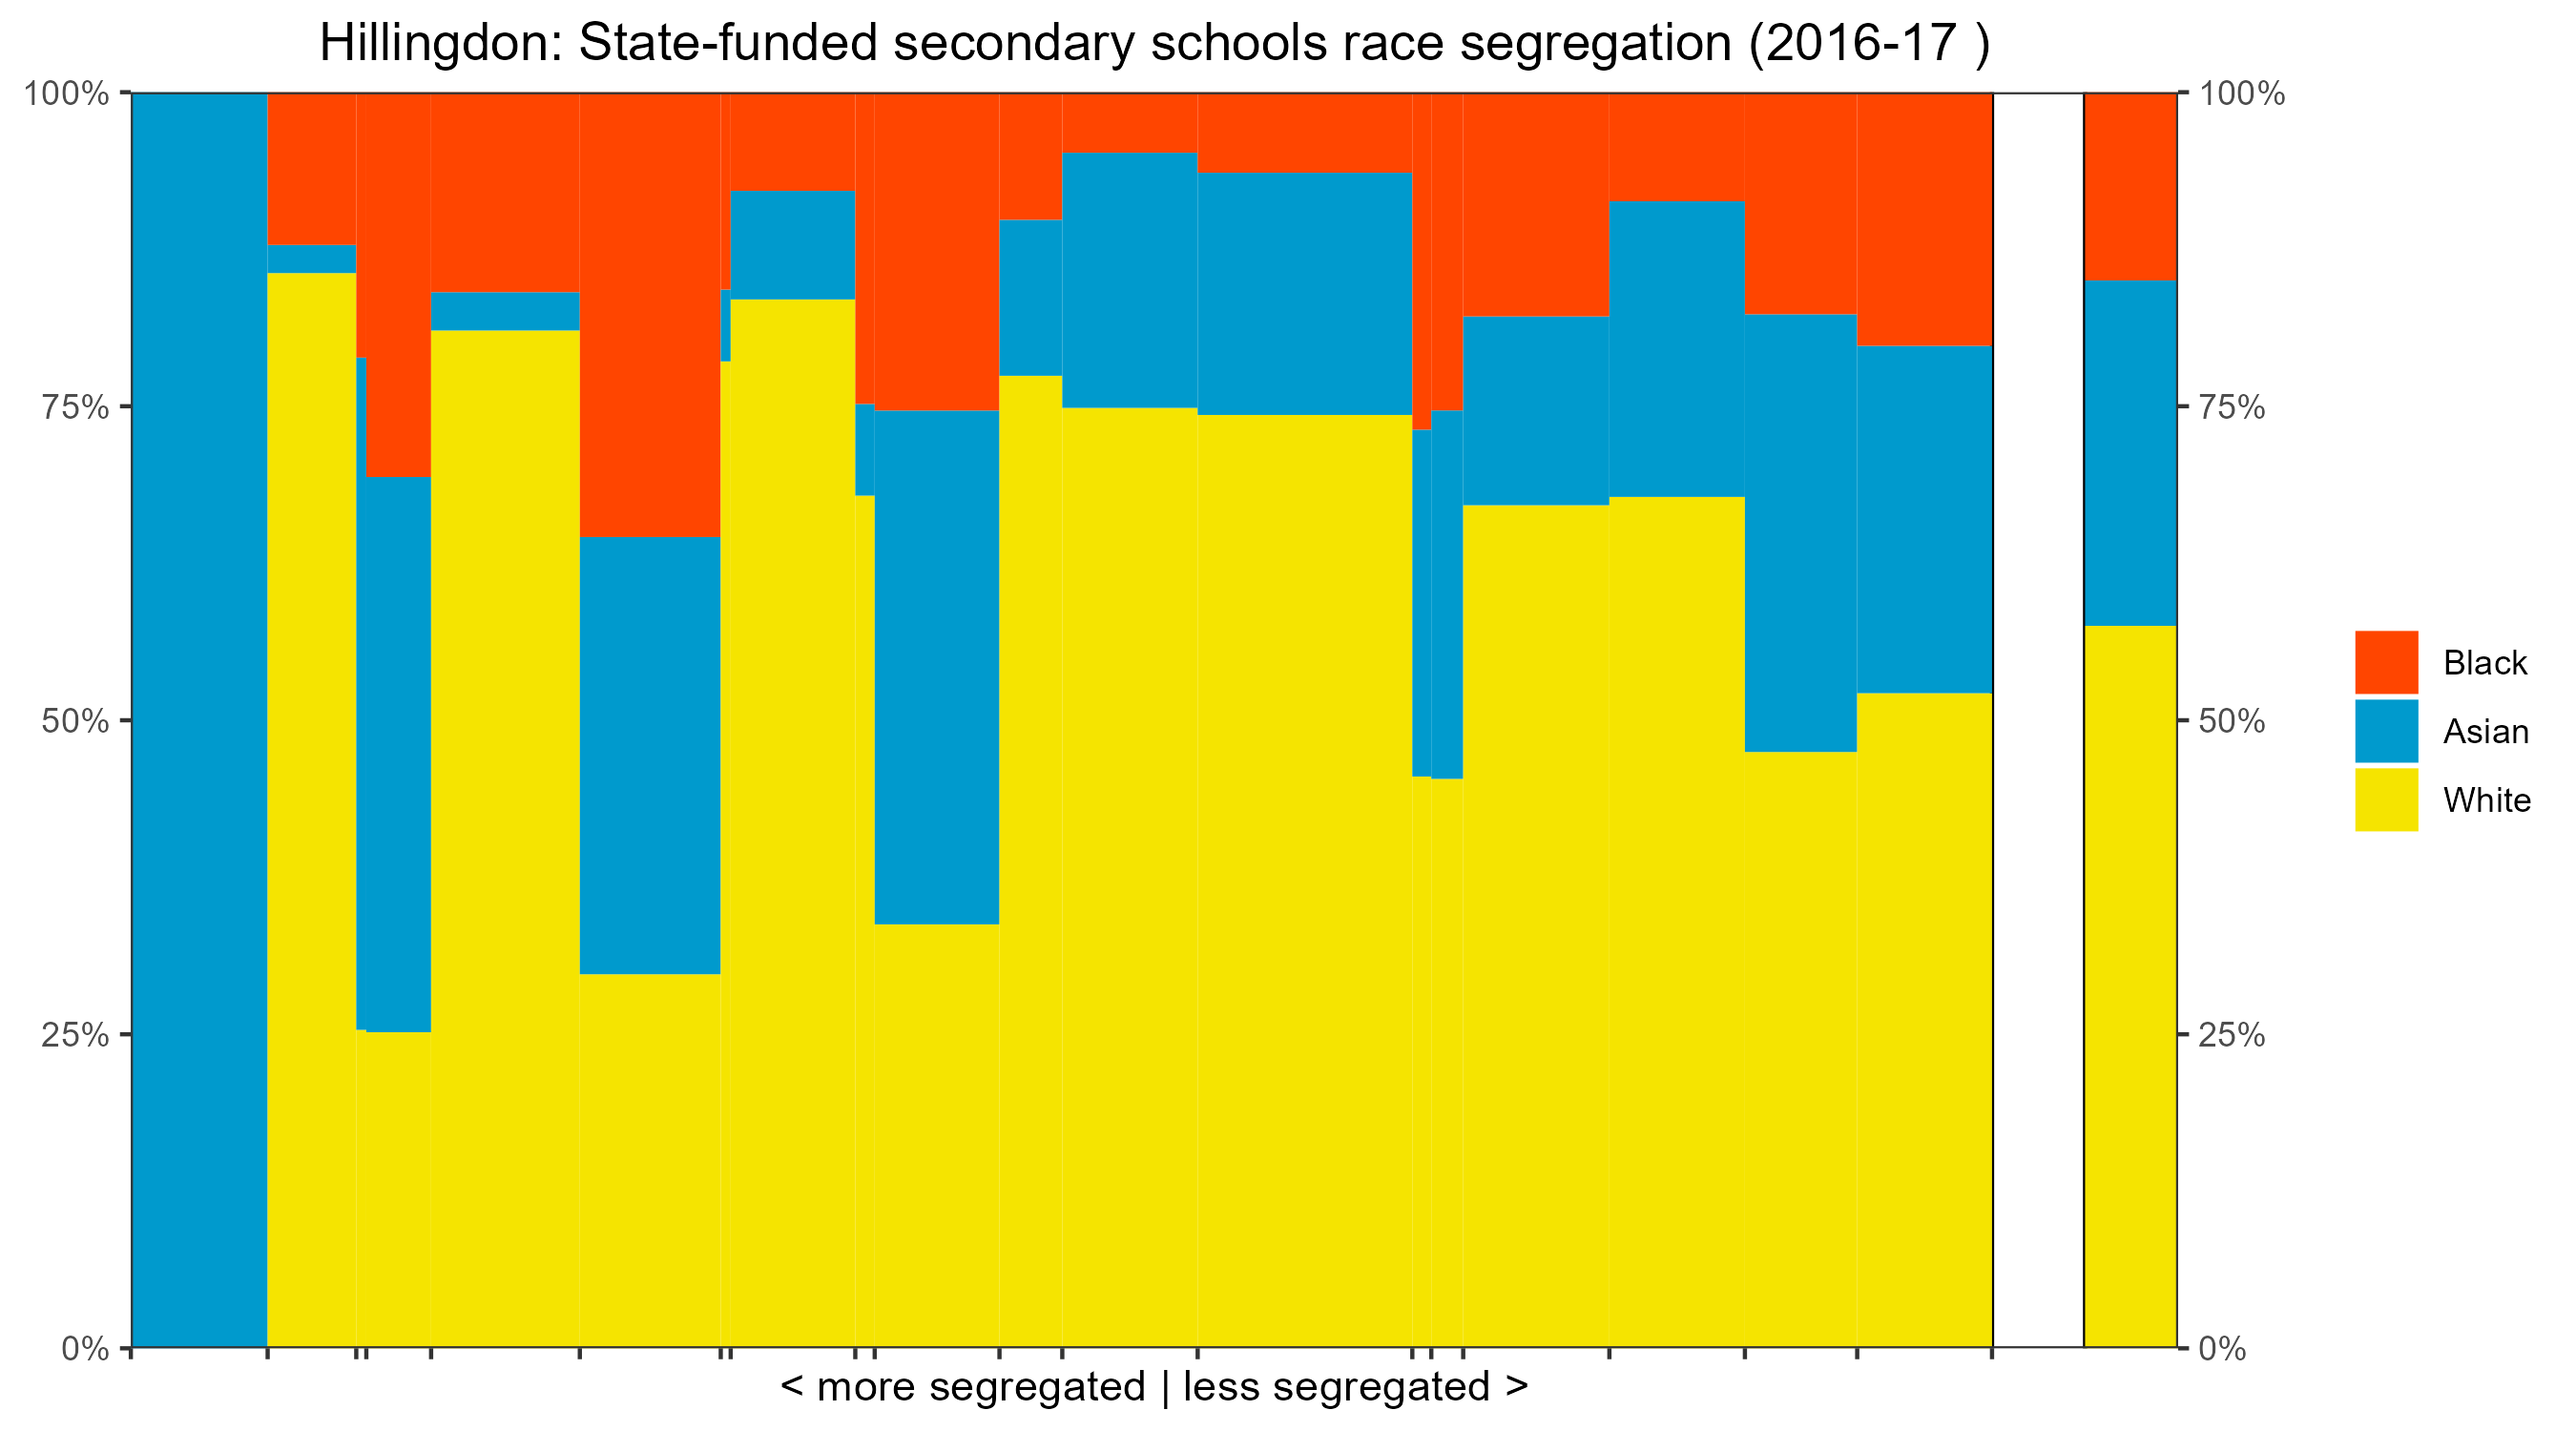 Hillingdon: State-funded secondary schools race segregation (2016-17 )
100%
75%
50%
25%
0%
100%
75%
50%
25%
0%
< more segregated | less segregated >
Black
Asian
White